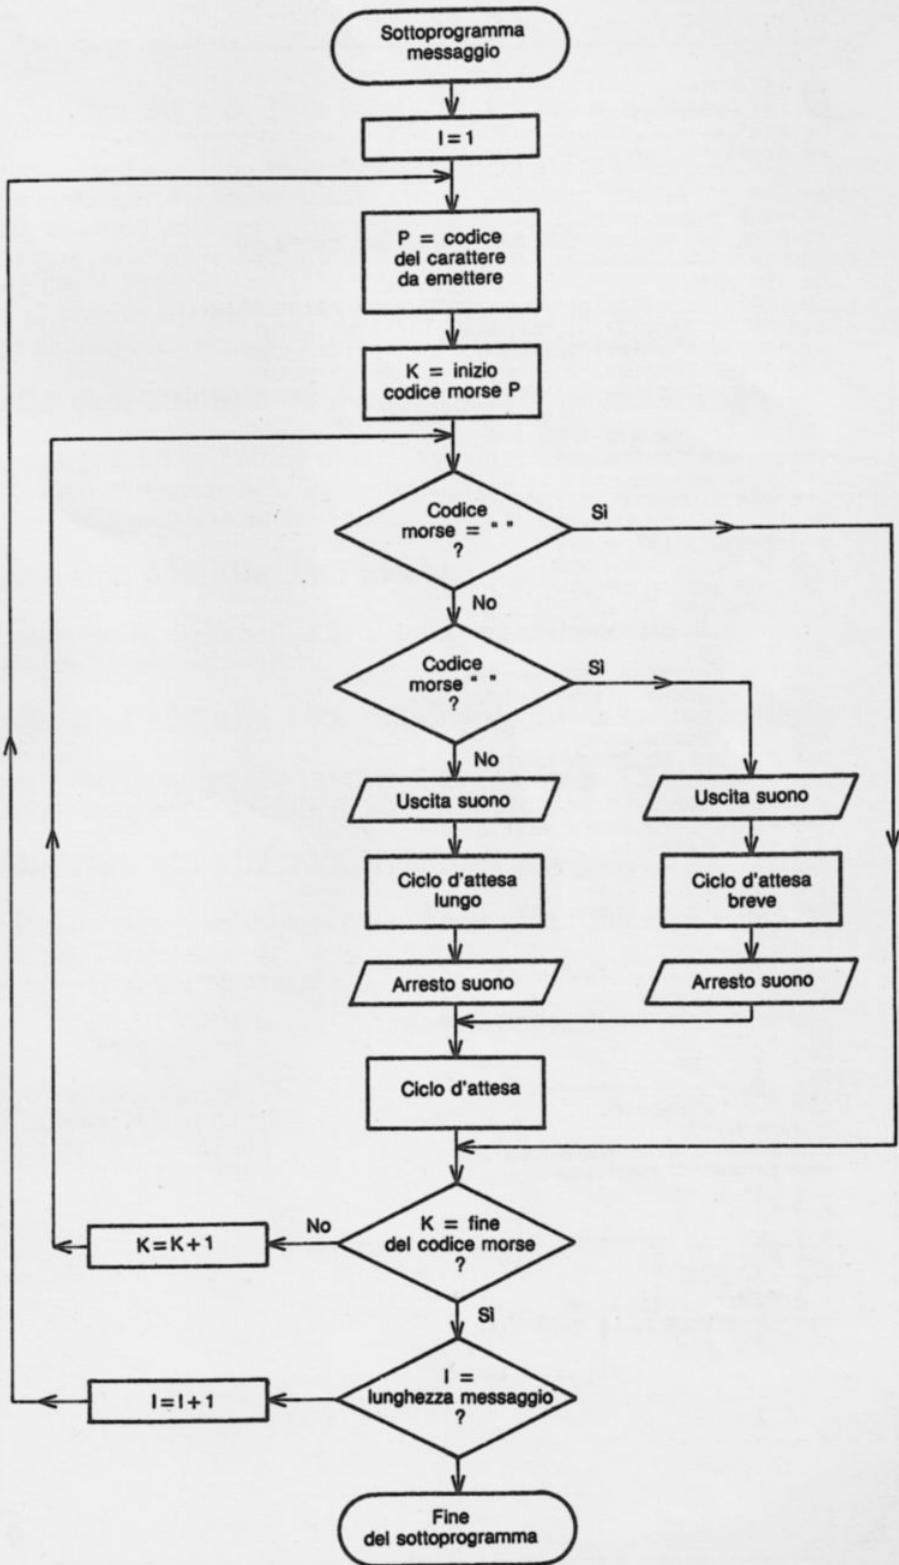 Sottoprogramma
messaggio
I = 1
P = codice
del carattere
da emettere
K = inizio
codice morse P
Codice
morse = " "
?
Sì
No
Codice
morse " "
?
Sì
No
Uscita suono
Uscita suono
Ciclo d'attesa
lungo
Ciclo d'attesa
breve
Arresto suono
Arresto suono
Ciclo d'attesa
K = fine
del codice morse
?
No
K = K + 1
Sì
I =
lunghezza messaggio
?
I = I + 1
Fine
del sottoprogramma